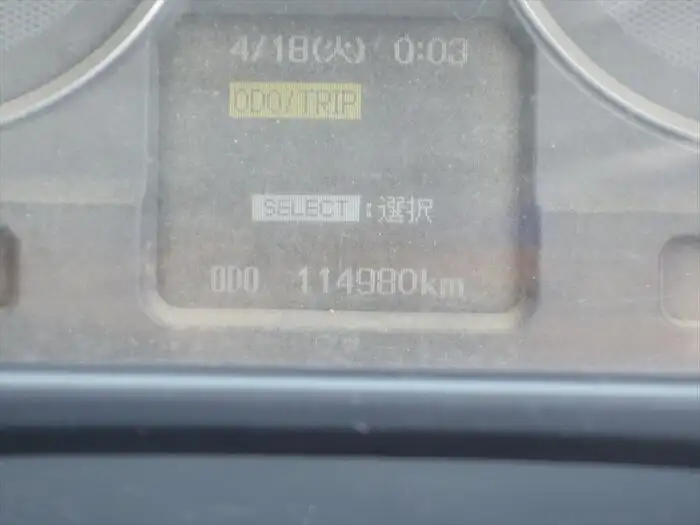 4/18(火) 0:03
ODO/TRIP
SELECT:選択
ODO 114980km